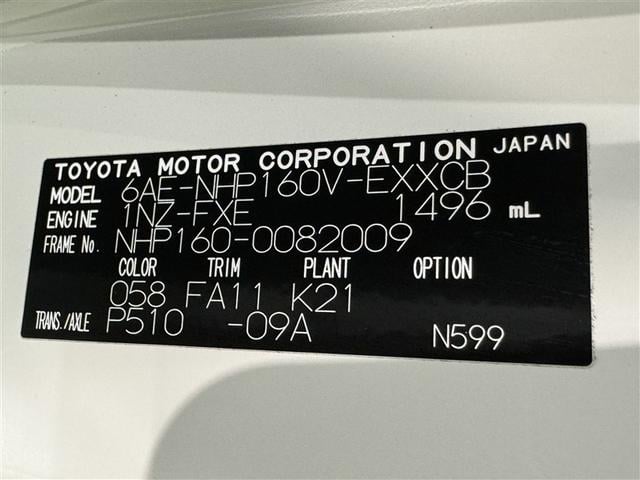 TOYOTA MOTOR CORPORATION JAPAN
MODEL 6AE-NHP160V-EXXCB
ENGINE 1NZ-FXE 1496 mL
FRAME No. NHP160-0082009
COLOR TRIM PLANT OPTION
058 FA11 K21
TRANS./AXLE P510 -09A N599